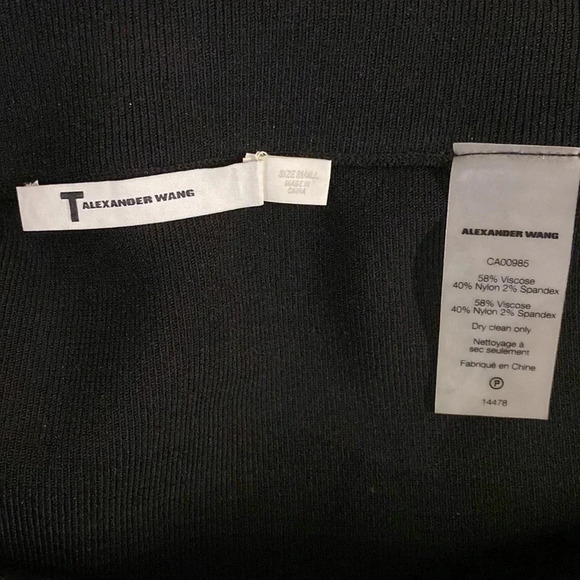 T ALEXANDER WANG
SIZE SMALL
MADE IN
CHINA
ALEXANDER WANG
CA00985
58% Viscose
40% Nylon 2% Spandex
58% Viscose
40% Nylon 2% Spandex
Dry clean only
Nettoyage à
sec seulement
Fabriqué en Chine
P
14478